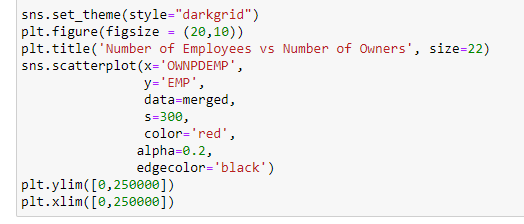 sns.set_theme(style="darkgrid")
plt.figure(figsize = (20,10))
plt.title('Number of Employees vs Number of Owners', size=22)
sns.scatterplot(x='OWNPDEMP',
                y='EMP',
                data=merged,
                s=300,
                color='red',
               alpha=0.2,
               edgecolor='black')
plt.ylim([0,250000])
plt.xlim([0,250000])